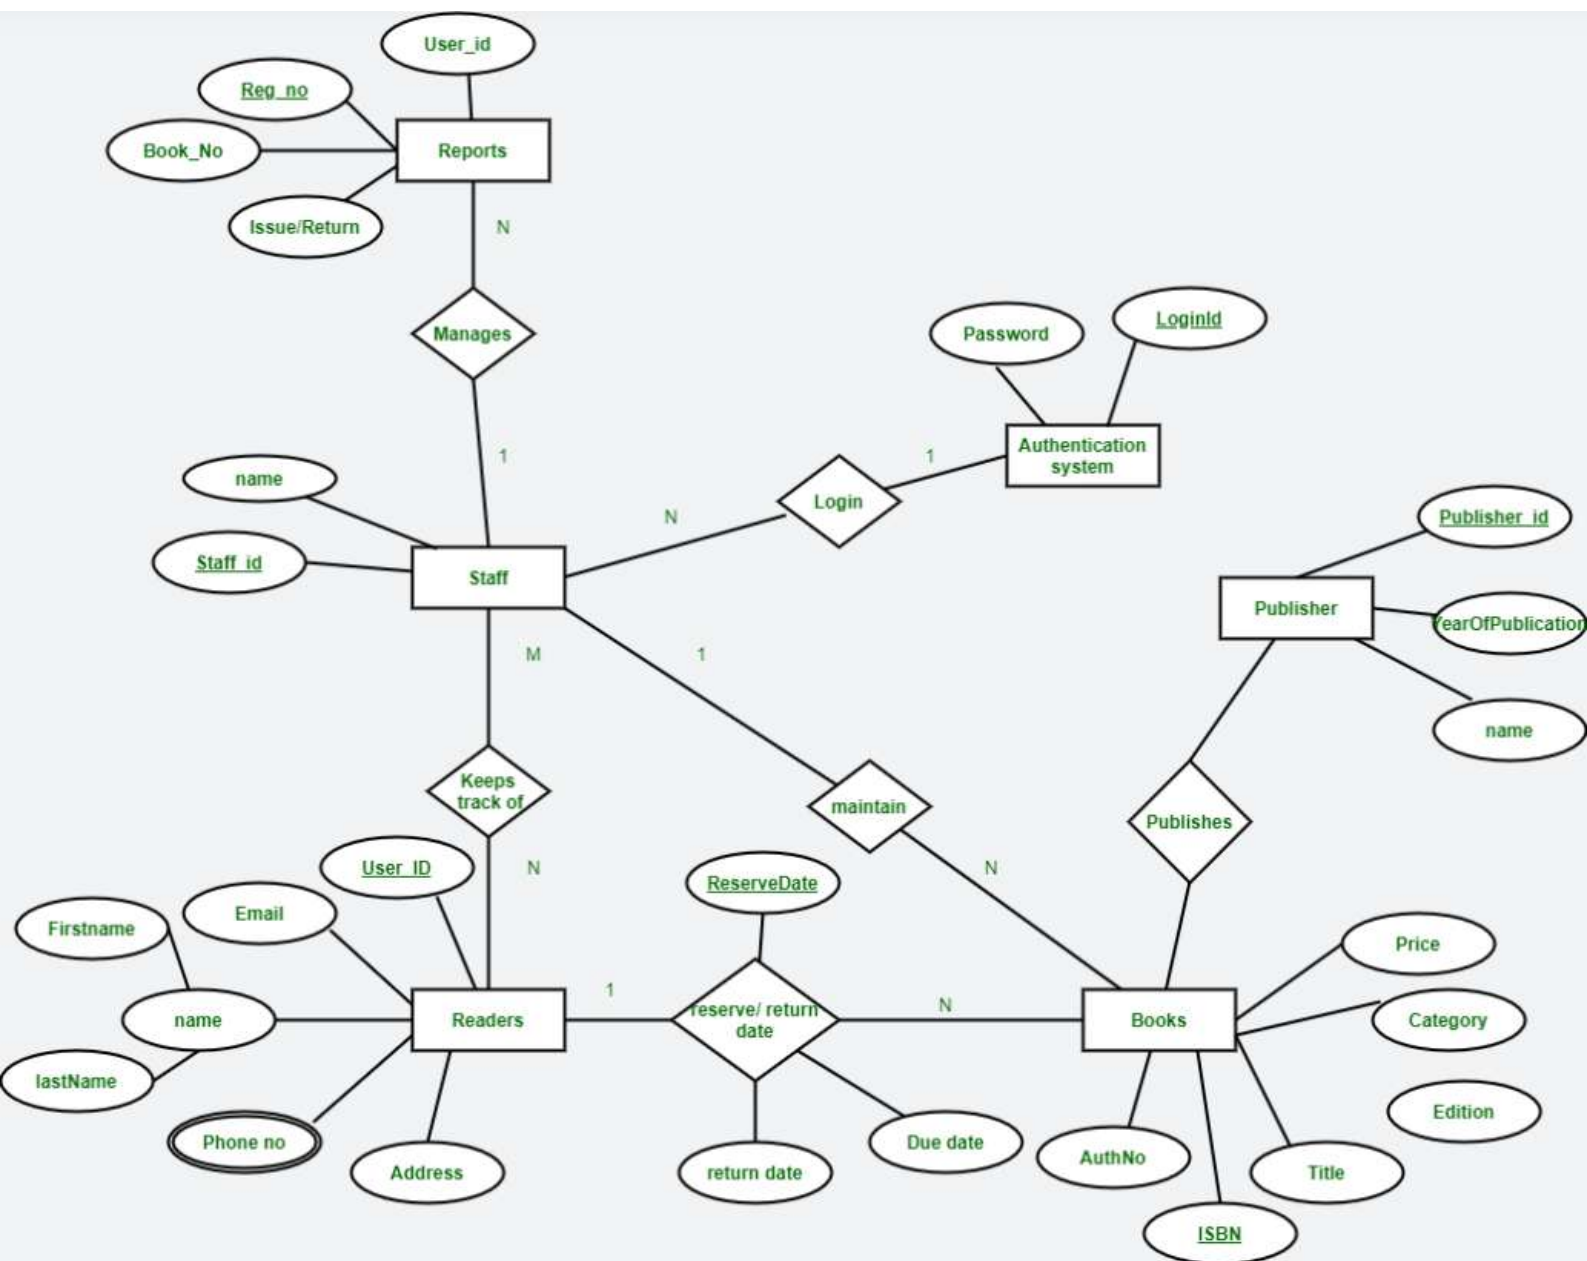 User_id
Reg_no
Book_No
Reports
Issue/Return
N
Manages
Password
LoginId
1
name
Authentication
system
1
Login
N
Staff_id
Staff
Publisher_id
Publisher
YearOfPublication
name
M
1
Keeps
track of
maintain
Publishes
N
N
User_ID
ReserveDate
Firstname
Email
Price
name
Readers
1
reserve/ return
date
N
Books
Category
lastName
Edition
Phone no
Address
return date
Due date
AuthNo
Title
ISBN